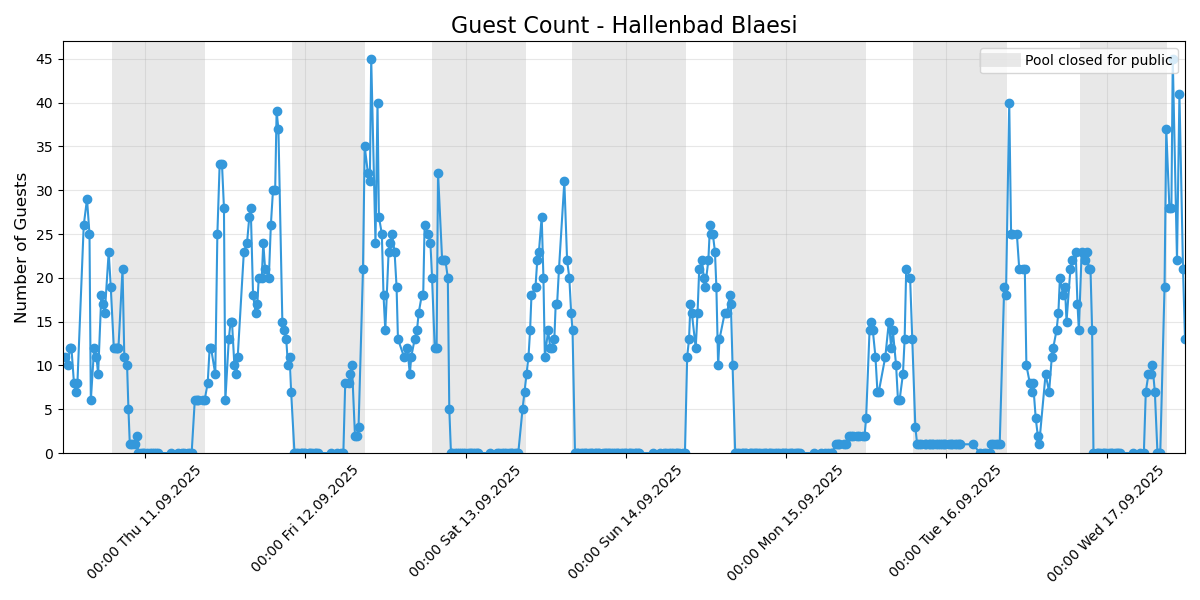 Guest Count - Hallenbad Blaesi
Pool closed for public
Number of Guests
45
40
35
30
25
20
15
10
5
0
00:00 Thu 11.09.2025
00:00 Fri 12.09.2025
00:00 Sat 13.09.2025
00:00 Sun 14.09.2025
00:00 Mon 15.09.2025
00:00 Tue 16.09.2025
00:00 Wed 17.09.2025